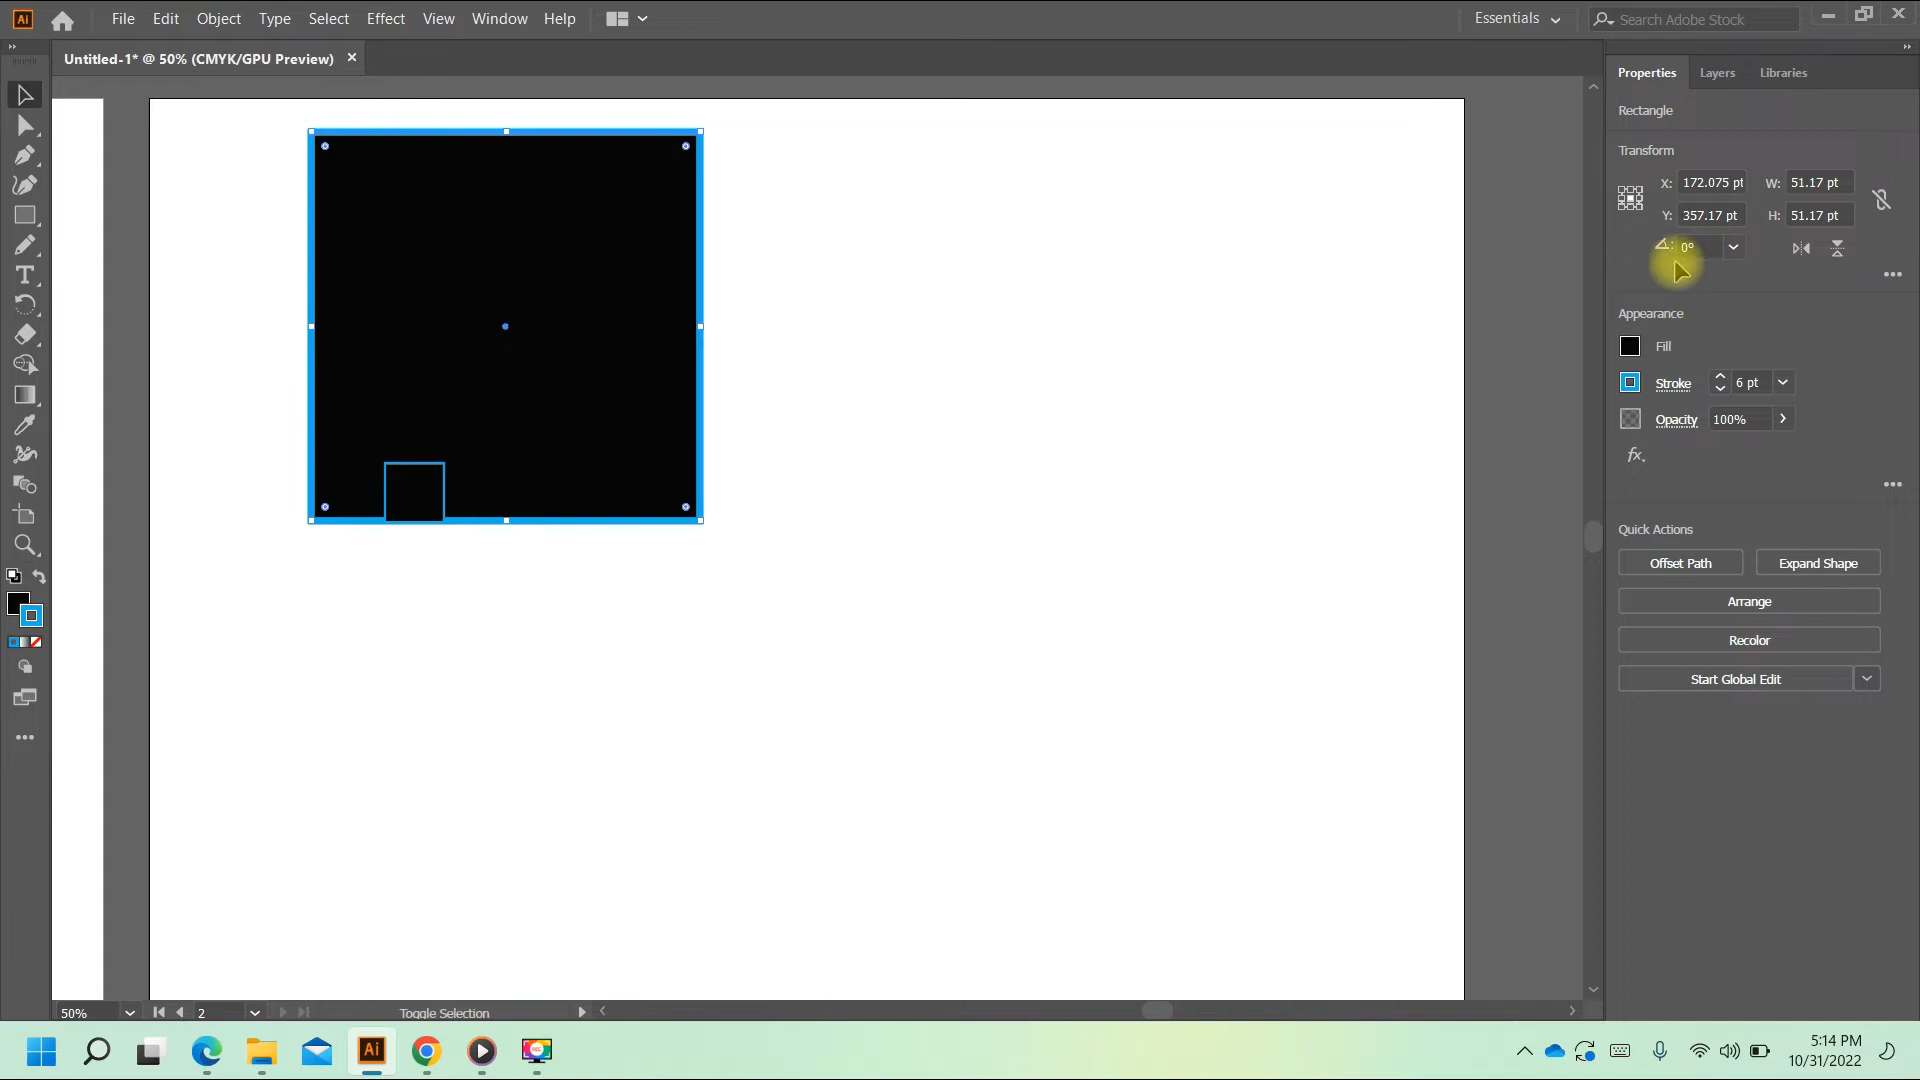 Ai File Edit Object Type Select Effect View Window Help Essentials Search Adobe Stock
Untitled-1* @ 50% (CMYK/GPU Preview)
Properties Layers Libraries
Rectangle
Transform
X: 172.075 pt W: 51.17 pt
Y: 357.17 pt H: 51.17 pt
0°
Appearance
Fill
Stroke 6 pt
Opacity 100%
fx.
Quick Actions
Offset Path Expand Shape
Arrange
Recolor
Start Global Edit
50% 2 Toggle Selection
Ai
5:14 PM
10/31/2022